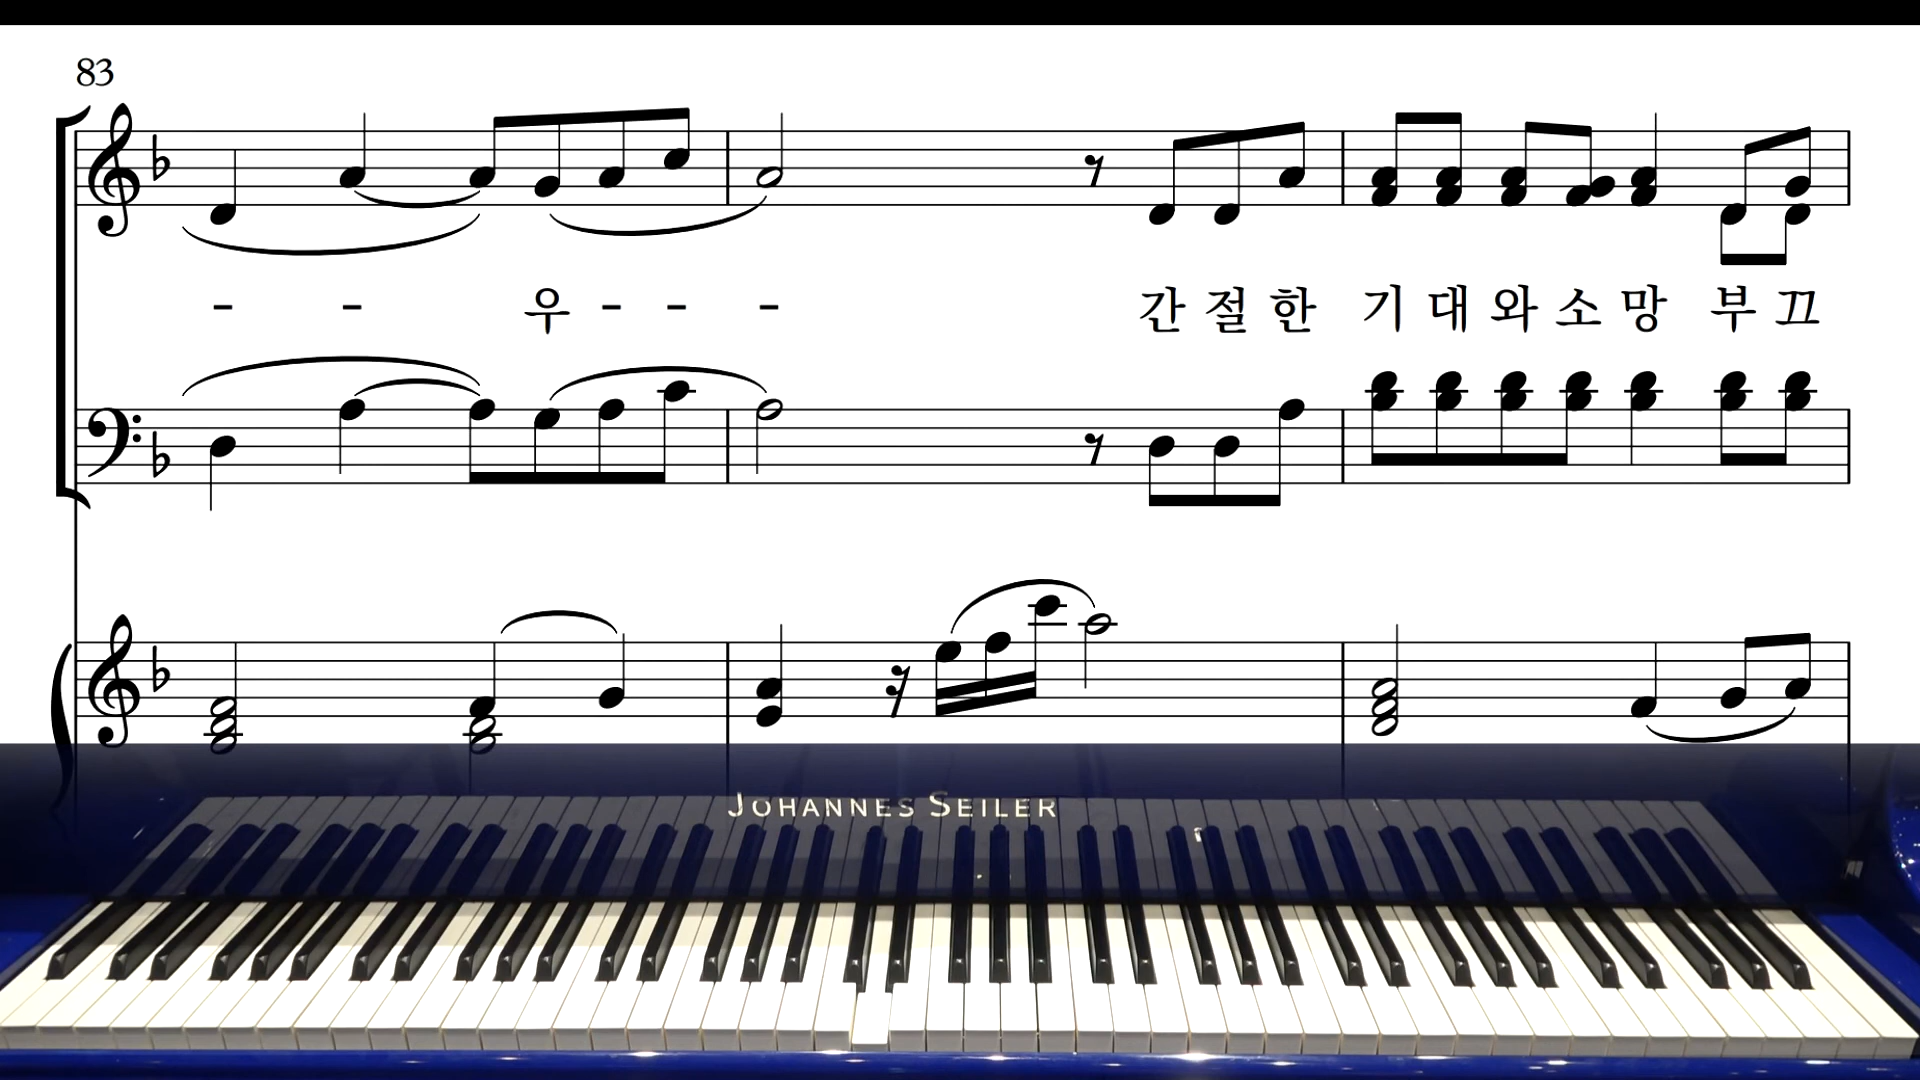 83
- - 우 - - - 간 절 한 기 대 와 소 망 부 끄
JOHANNES SEILER